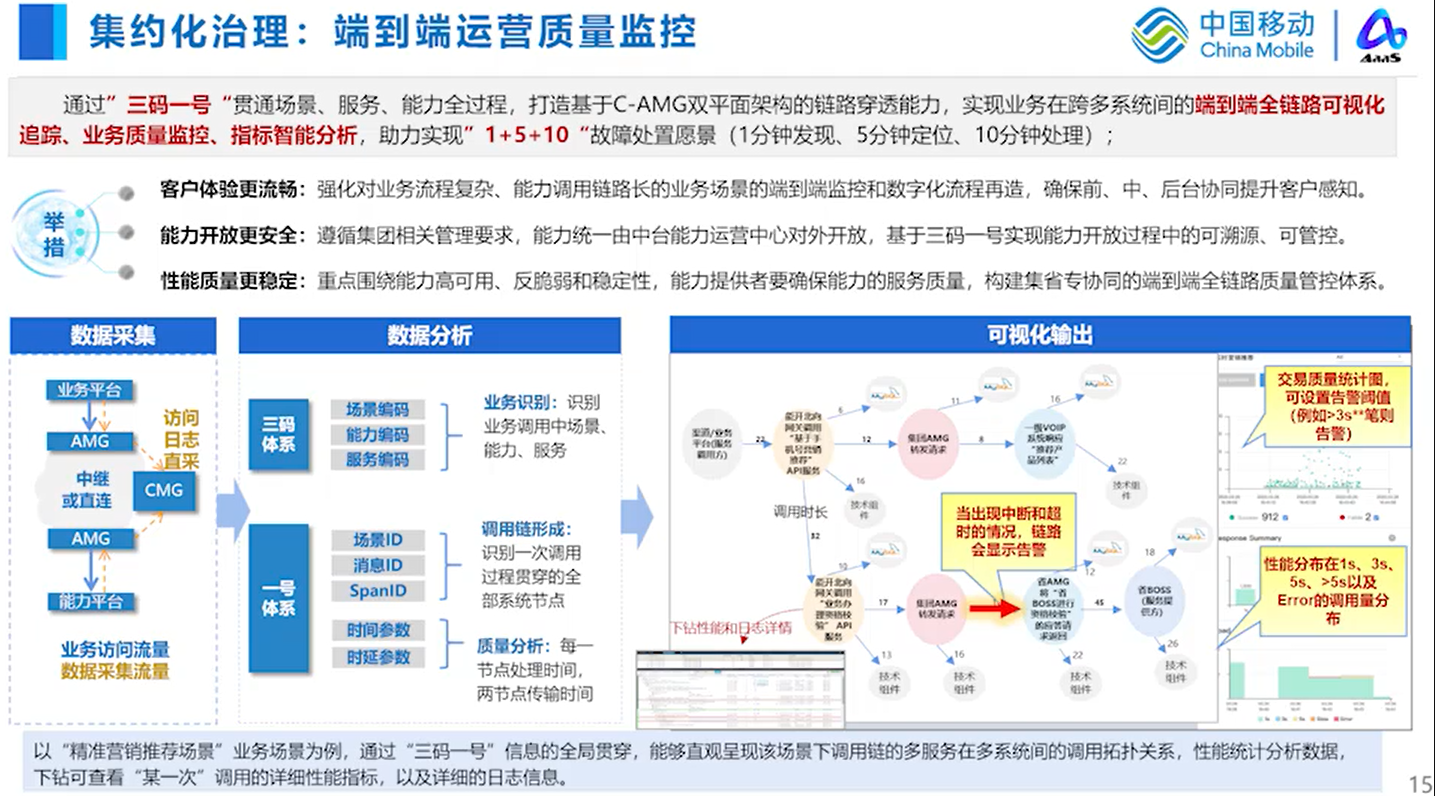 集约化治理：端到端运营质量监控
中国移动
China Mobile
AaaS
通过”三码一号“贯通场景、服务、能力全过程，打造基于C-AMG双平面架构的链路穿透能力，实现业务在跨多系统间的端到端全链路可视化
追踪、业务质量监控、指标智能分析，助力实现”1+5+10“故障处置愿景（1分钟发现、5分钟定位、10分钟处理）；
举
措
客户体验更流畅：强化对业务流程复杂、能力调用链路长的业务场景的端到端监控和数字化流程再造，确保前、中、后台协同提升客户感知。
能力开放更安全：遵循集团相关管理要求，能力统一由中台能力运营中心对外开放，基于三码一号实现能力开放过程中的可溯源、可管控。
性能质量更稳定：重点围绕能力高可用、反脆弱和稳定性，能力提供者要确保能力的服务质量，构建集省专协同的端到端全链路质量管控体系。
数据采集
业务平台
AMG
访问
日志
直采
中继
或直连
CMG
AMG
能力平台
业务访问流量
数据采集流量
数据分析
三码
体系
场景编码
能力编码
服务编码
业务识别：识别
业务调用中场景、
能力、服务
一号
体系
场景ID
消息ID
SpanID
时间参数
时延参数
调用链形成：
识别一次调用
过程贯穿的全
部系统节点
质量分析：每一
节点处理时间，
两节点传输时间
可视化输出
渠道/业务
平台(服务
调用方)
22
能开北向
网关调用
“基于手
机号营销
推荐”
API服务
6
12
16
技术组
件
集团AMG
转发请求
11
8
一级VOIP
系统响应
“推荐产
品列表”
16
22
技术组
件
调用时长
32
能开北向
网关调用
“业务办
理资格校
验” API
服务
10
17
13
技术
组件
集团AMG
转发请求
16
技术
组件
当出现中断和超
时的情况，链路
会显示告警
省AMG
将“省
BOSS进行
资格校验”
的应答请
求返回
12
45
22
技术
组件
省BOSS
(服务提
供方)
18
26
技术
组件
下钻性能和日志详情
交易质量统计图，
可设置告警阈值
（例如>3s**笔则
告警）
912
2
esponse Summary
性能分布在1s、3s、
5s、>5s以及
Error的调用量分
布
以“精准营销推荐场景”业务场景为例，通过“三码一号”信息的全局贯穿，能够直观呈现该场景下调用链的多服务在多系统间的调用拓扑关系，性能统计分析数据，
下钻可查看“某一次”调用的详细性能指标，以及详细的日志信息。
15